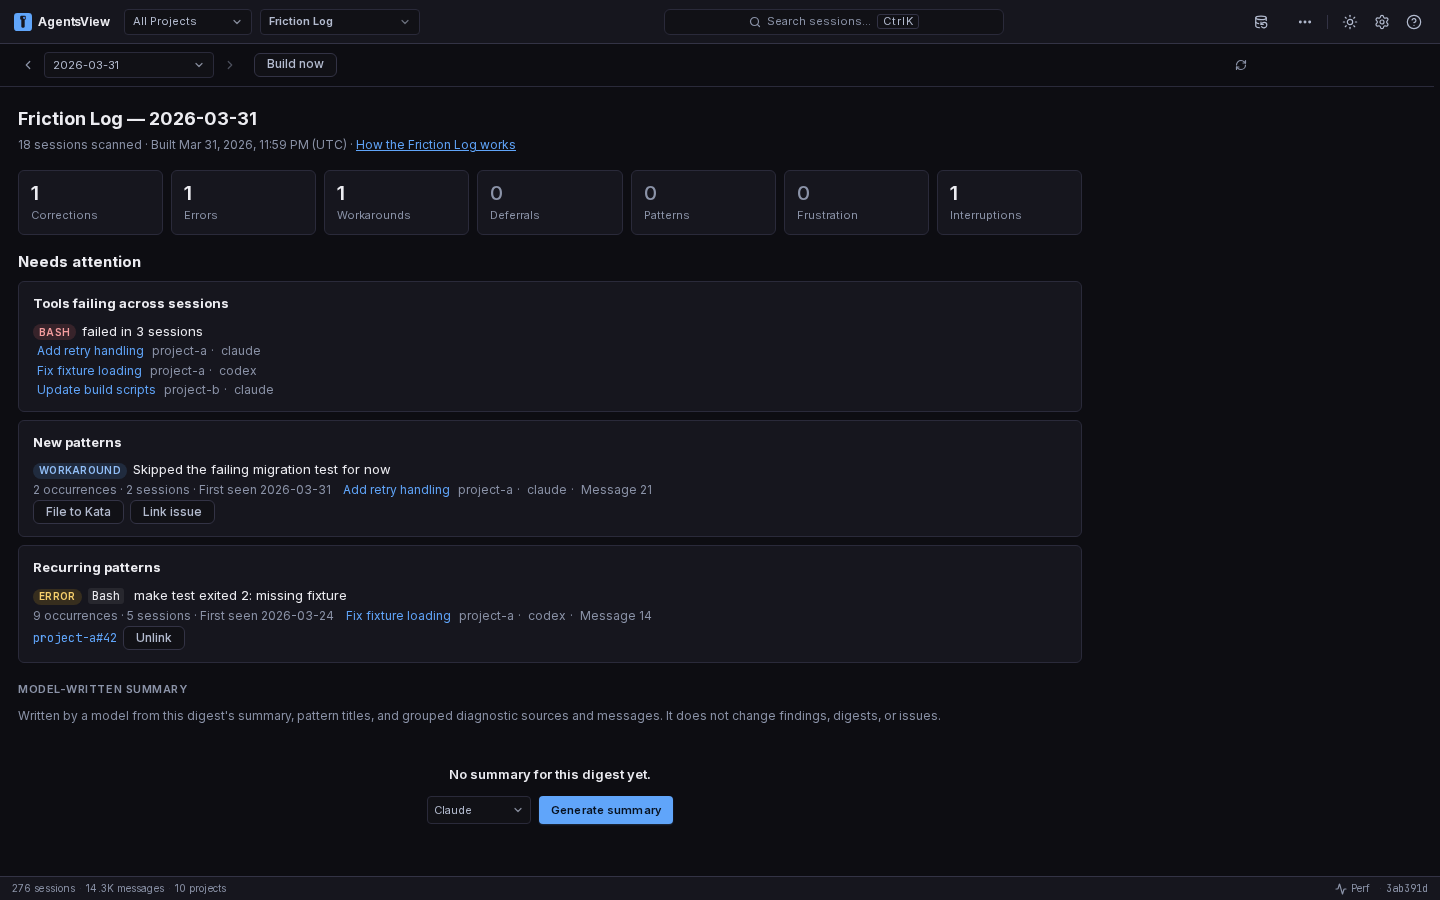 AgentsView All Projects Friction Log Search sessions... CtrlK
2026-03-31 Build now
Friction Log — 2026-03-31
18 sessions scanned · Built Mar 31, 2026, 11:59 PM (UTC) · How the Friction Log works
1 1 1 0 0 0 1
Corrections Errors Workarounds Deferrals Patterns Frustration Interruptions
Needs attention
Tools failing across sessions
BASH failed in 3 sessions
Add retry handling project-a · claude
Fix fixture loading project-a · codex
Update build scripts project-b · claude
New patterns
WORKAROUND Skipped the failing migration test for now
2 occurrences · 2 sessions · First seen 2026-03-31 Add retry handling project-a · claude · Message 21
File to Kata Link issue
Recurring patterns
ERROR Bash make test exited 2: missing fixture
9 occurrences · 5 sessions · First seen 2026-03-24 Fix fixture loading project-a · codex · Message 14
project-a#42 Unlink
MODEL-WRITTEN SUMMARY
Written by a model from this digest's summary, pattern titles, and grouped diagnostic sources and messages. It does not change findings, digests, or issues.
No summary for this digest yet.
Claude Generate summary
276 sessions 14.3K messages 10 projects Perf 3ab391d